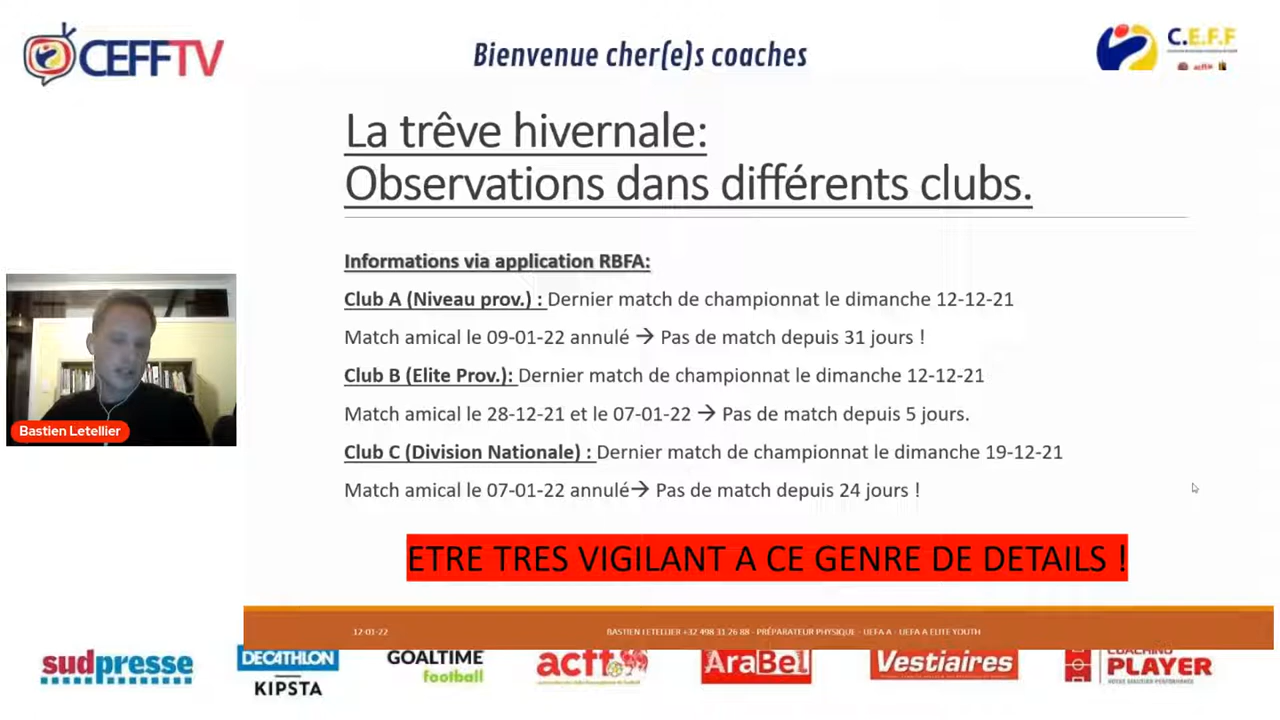 CEFFTV
Bienvenue cher(e)s coaches
C.E.F.F
La trêve hivernale:
Observations dans différents clubs.
Informations via application RBFA:
Club A (Niveau prov.) : Dernier match de championnat le dimanche 12-12-21
Match amical le 09-01-22 annulé → Pas de match depuis 31 jours !
Club B (Elite Prov.): Dernier match de championnat le dimanche 12-12-21
Match amical le 28-12-21 et le 07-01-22 → Pas de match depuis 5 jours.
Bastien Letellier
Club C (Division Nationale) : Dernier match de championnat le dimanche 19-12-21
Match amical le 07-01-22 annulé→ Pas de match depuis 24 jours !
ETRE TRES VIGILANT A CE GENRE DE DETAILS !
12-01-22
BASTIEN LETELLIER +32 498 31 26 88 - PRÉPARATEUR PHYSIQUE - UEFA A - UEFA A ELITE YOUTH
sudpresse
DECATHLON
KIPSTA
GOALTIME
football
actt
AraBel
Vestiaires
COACHING
PLAYER